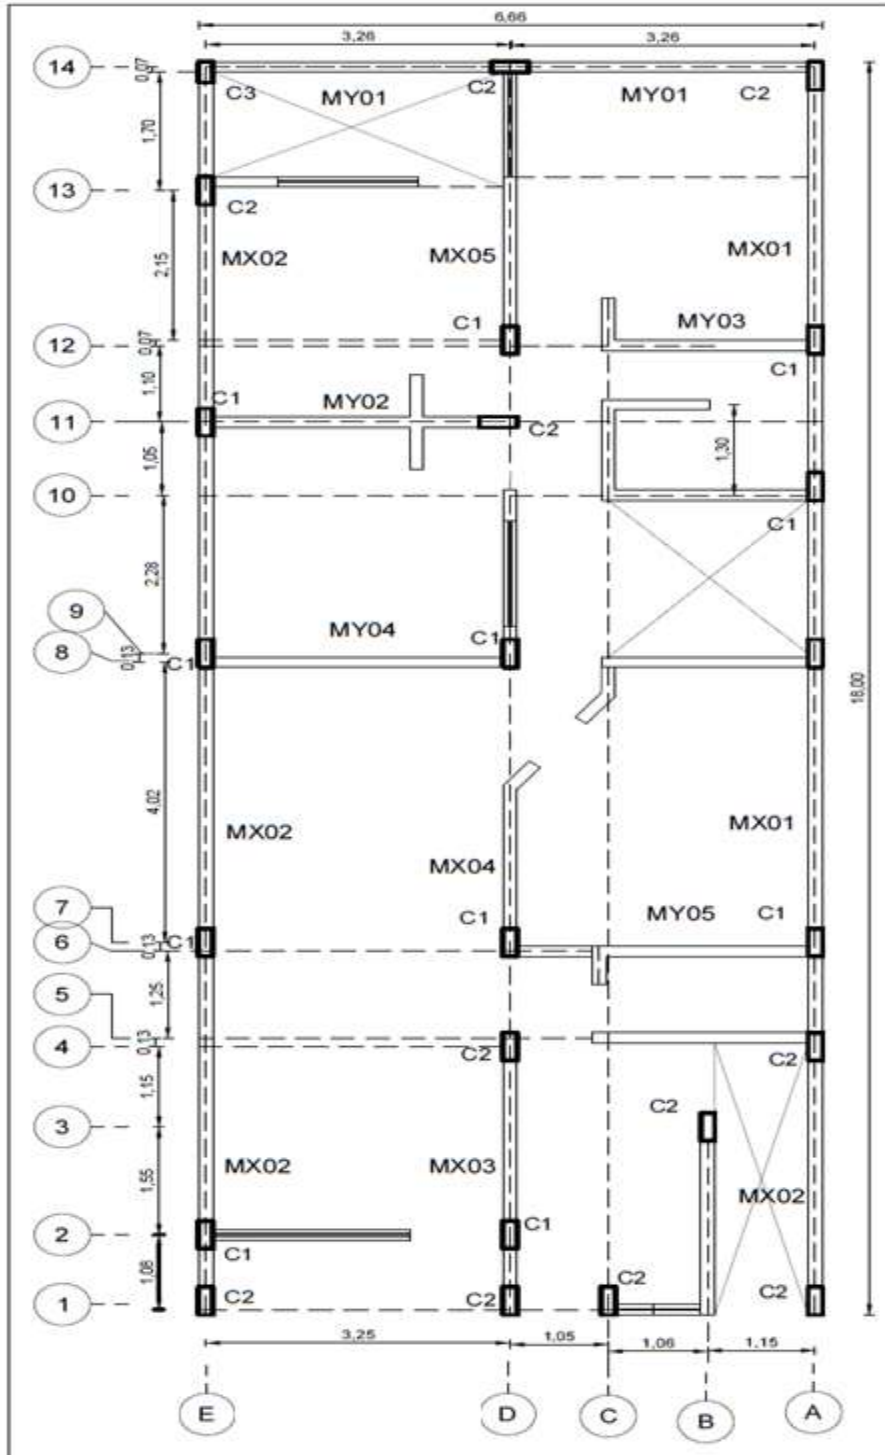 6,66
3,26 3,26
14
0,07
C3 MY01 C2 MY01 C2
1,70
13
C2
MX02 MX05 MX01
2,15
C1 MY03
12
0,07
C1
1,10
C1 MY02
11
C2
1,30
1,05
10
C1
2,28
9
MY04 C1
8
0,13
C1
18,00
4,02
MX02 MX01
MX04
7
C1 C1 MY05 C1
6
0,13
1,25
5
4
0,13
C2 C2
1,15
C2
3
1,55
MX02 MX03
MX02
2
C1 C1
1,08
C2 C2 C2 C2
1
3,25 1,05 1,06 1,15
E D C B A